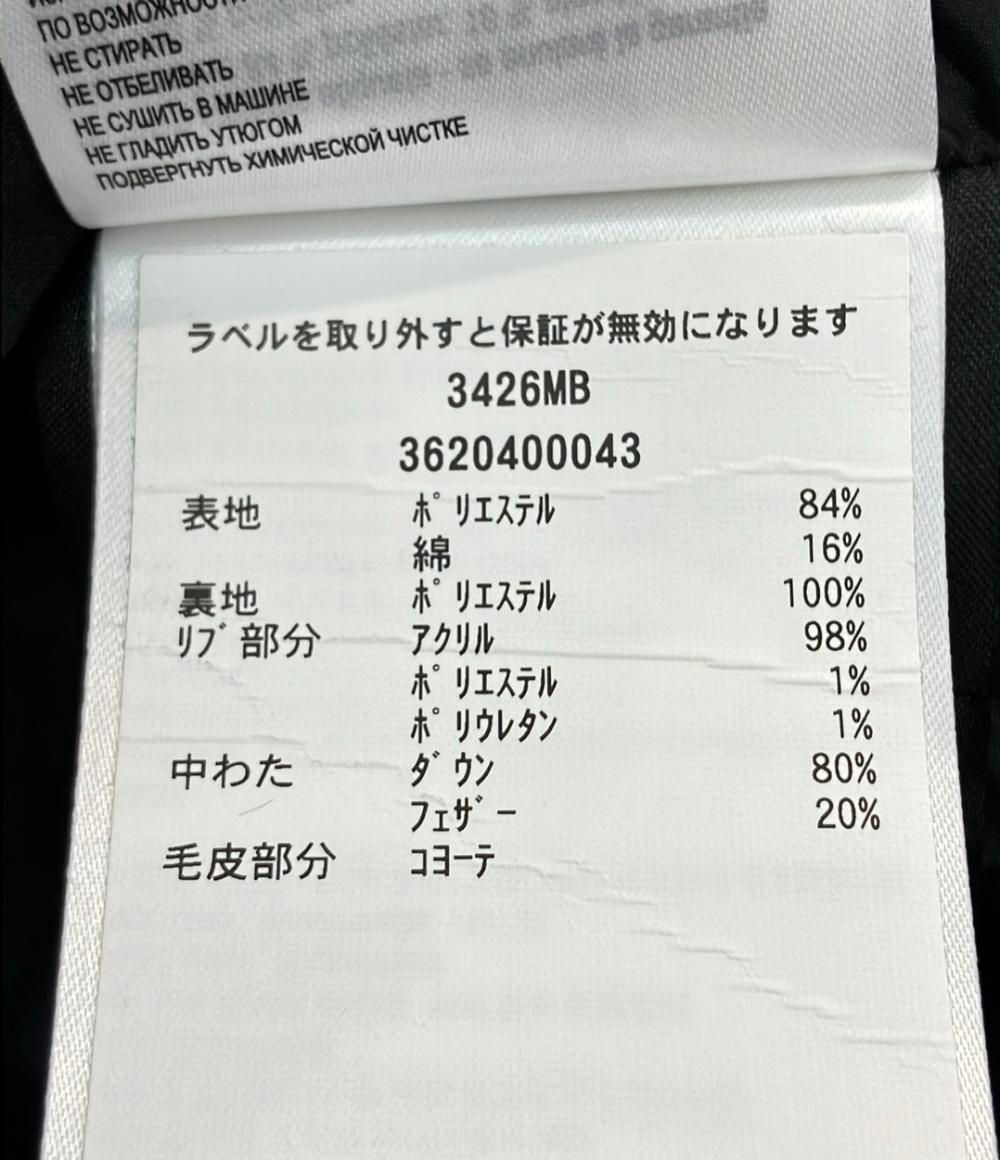 ПО ВОЗМОЖНОСТИ
НЕ СТИРАТЬ
НЕ ОТБЕЛИВАТЬ
НЕ СУШИТЬ В МАШИНЕ
НЕ ГЛАДИТЬ УТЮГОМ
ПОДВЕРГНУТЬ ХИМИЧЕСКОЙ ЧИСТКЕ
ラベルを取り外すと保証が無効になります
3426MB
3620400043
表地 ﾎﾟﾘエステル 84%
綿 16%
裏地 ﾎﾟﾘエステル 100%
ﾘﾌﾞ部分 アクリル 98%
ﾎﾟﾘエステル 1%
ﾎﾟﾘウレタン 1%
中わた ﾀﾞウン 80%
フェｻﾞー 20%
毛皮部分 コヨーテ